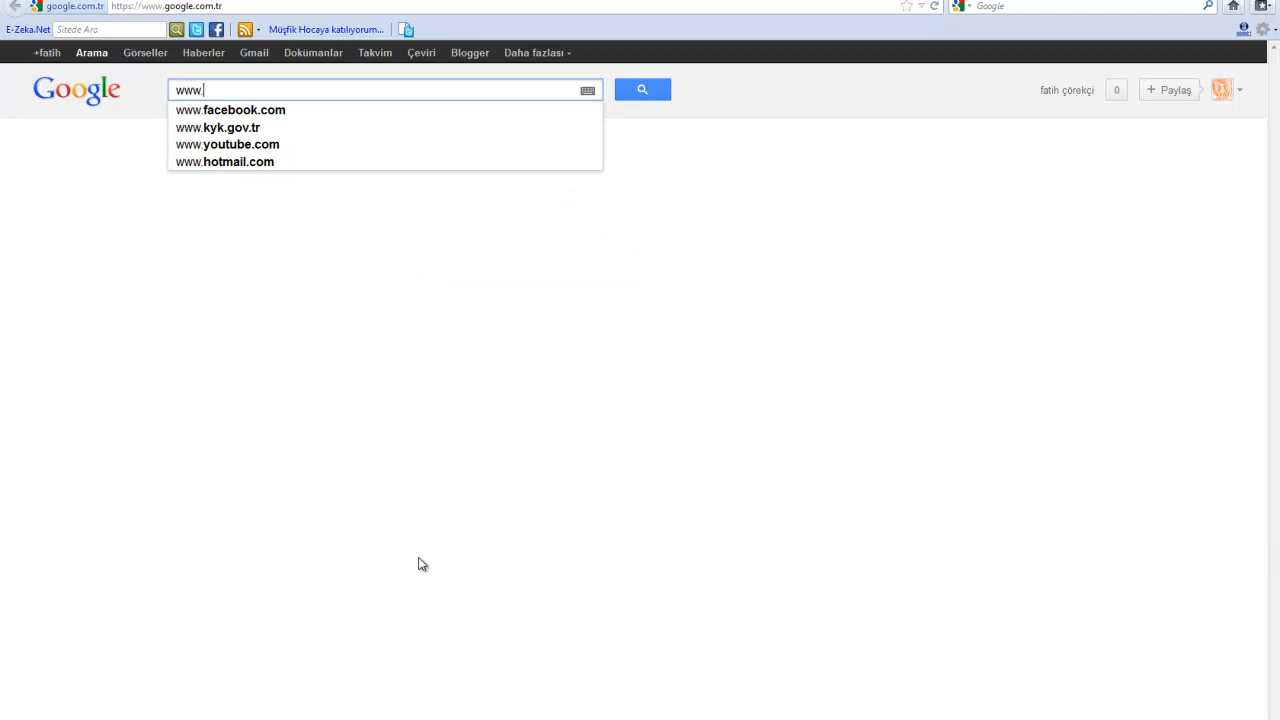 google.com.tr https://www.google.com.tr Google
E-Zeka.Net Sitede Ara Müşfik Hocaya katılıyorum...
+fatih Arama Görseller Haberler Gmail Dokümanlar Takvim Çeviri Blogger Daha fazlası
Google www. fatih çörekçi 0 + Paylaş
www.facebook.com
www.kyk.gov.tr
www.youtube.com
www.hotmail.com